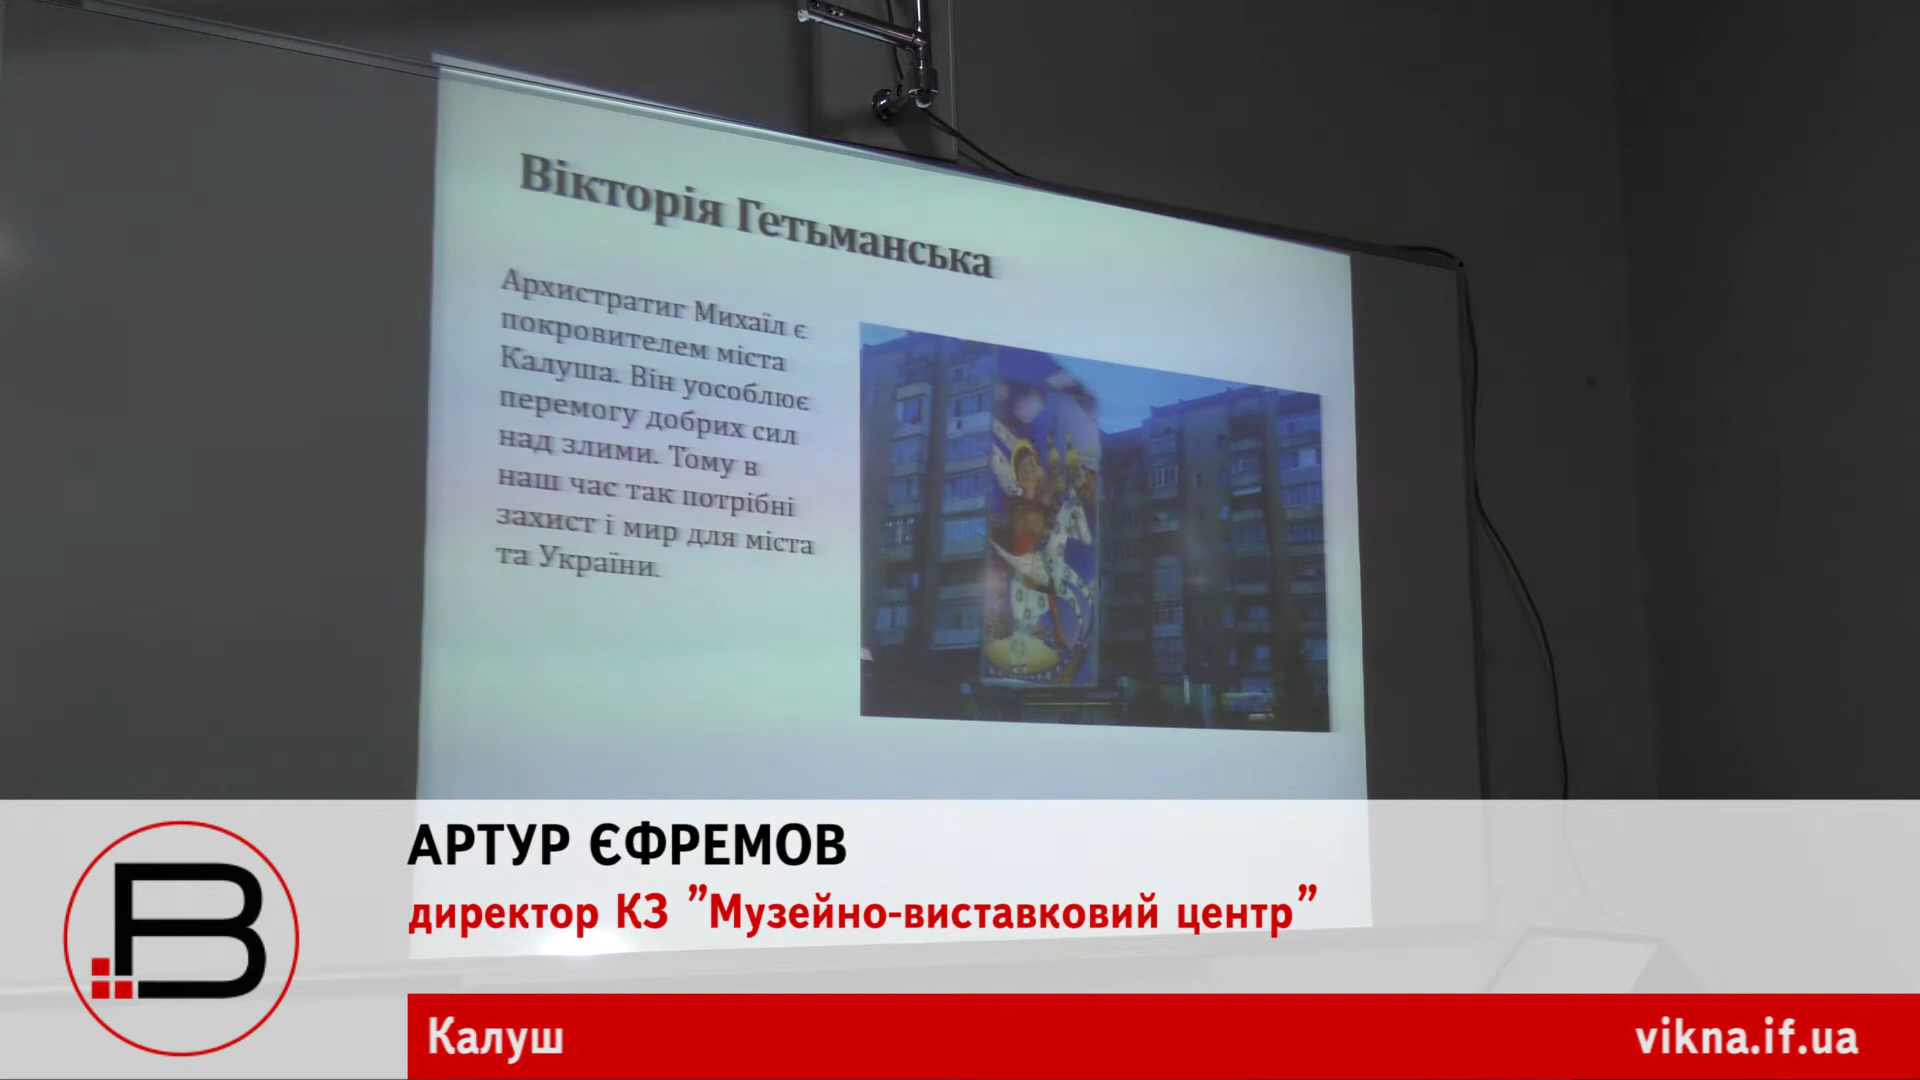 Вікторія Гетьманська
Архистратиг Михаїл є
покровителем міста
Калуша. Він уособлює
перемогу добрих сил
над злими. Тому в
наш час так потрібні
захист і мир для міста
та України.
АРТУР ЄФРЕМОВ
директор КЗ ”Музейно-виставковий центр”
В
Калуш
vikna.if.ua